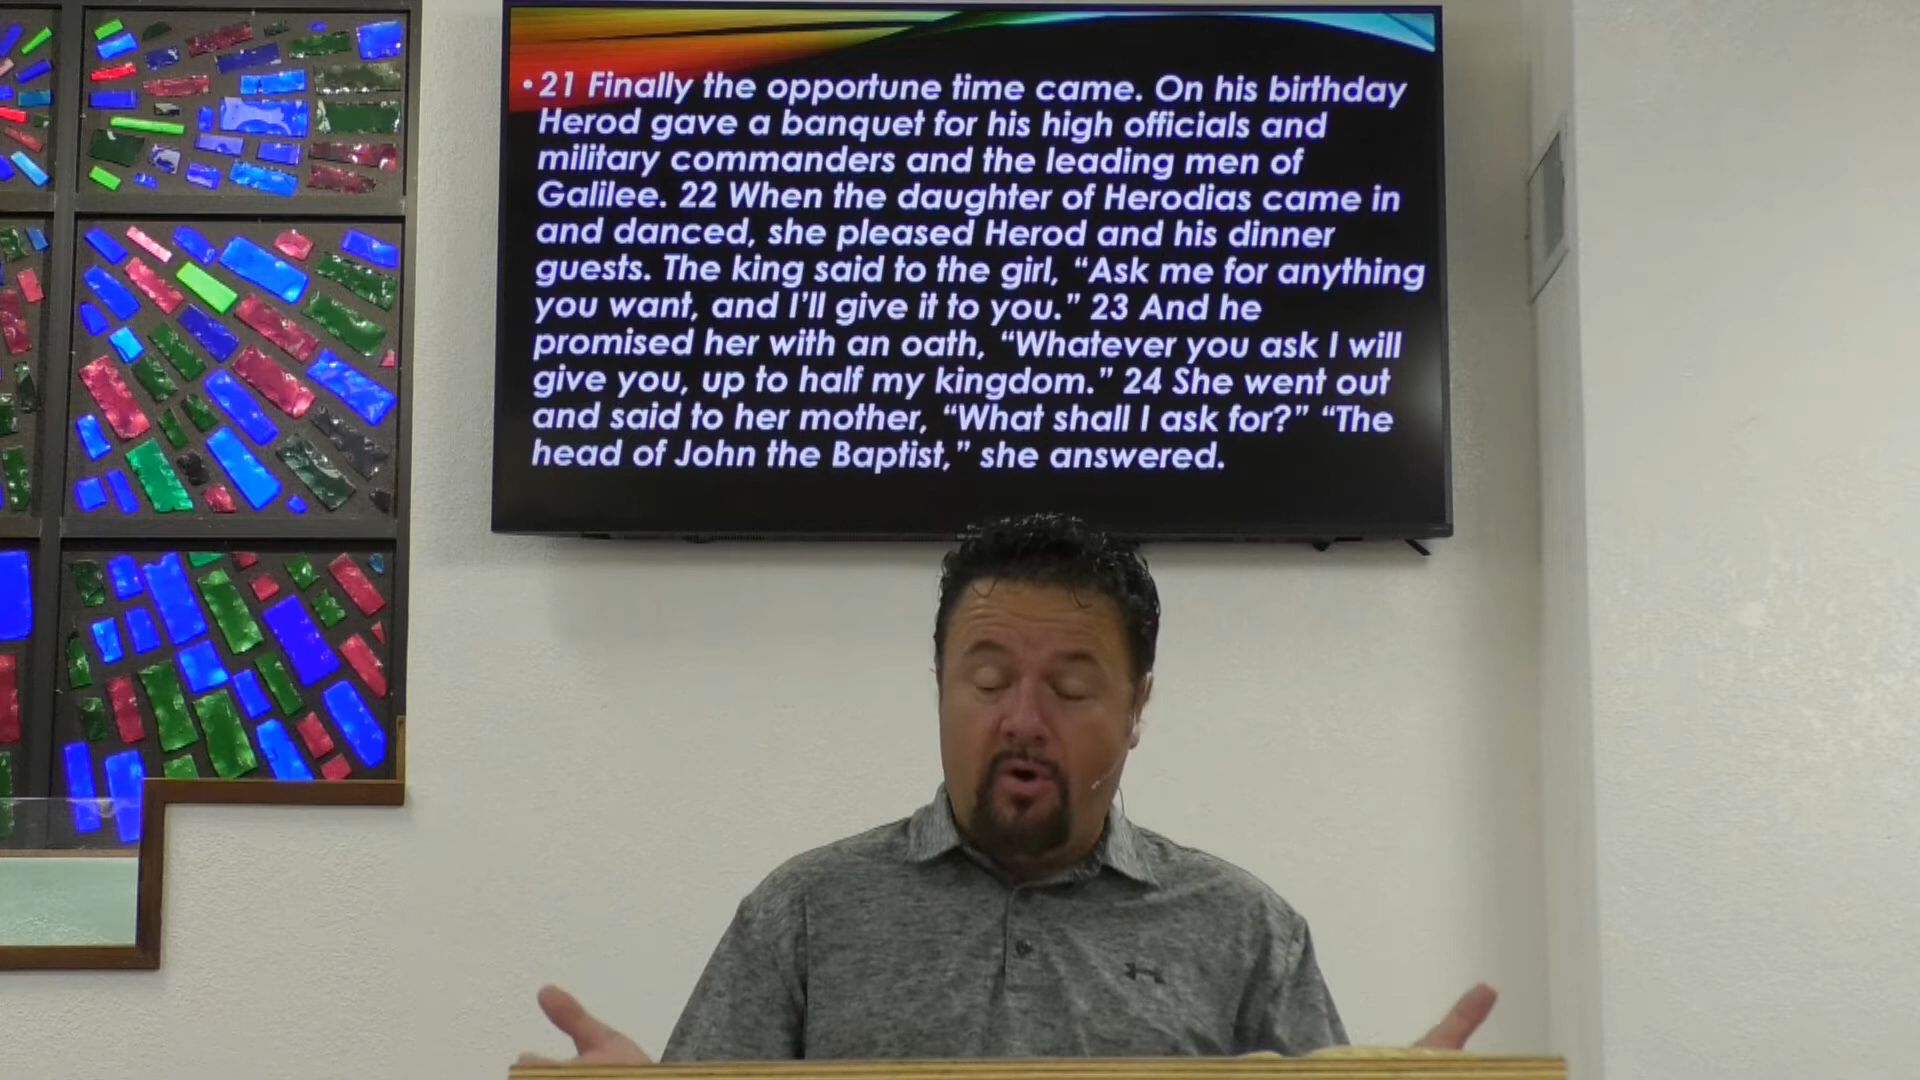 • 21 Finally the opportune time came. On his birthday
Herod gave a banquet for his high officials and
military commanders and the leading men of
Galilee. 22 When the daughter of Herodias came in
and danced, she pleased Herod and his dinner
guests. The king said to the girl, “Ask me for anything
you want, and I’ll give it to you.” 23 And he
promised her with an oath, “Whatever you ask I will
give you, up to half my kingdom.” 24 She went out
and said to her mother, “What shall I ask for?” “The
head of John the Baptist,” she answered.